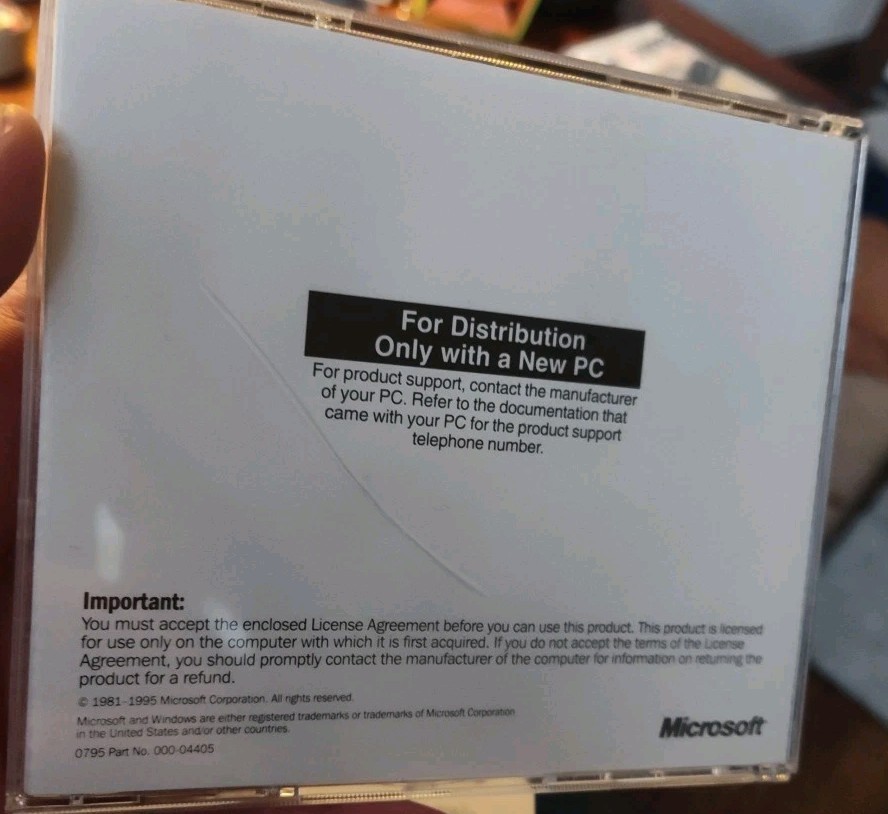 For Distribution
Only with a New PC
For product support, contact the manufacturer
of your PC. Refer to the documentation that
came with your PC for the product support
telephone number.
Important:
You must accept the enclosed License Agreement before you can use this product. This product is licensed
for use only on the computer with which it is first acquired. If you do not accept the terms of the License
Agreement, you should promptly contact the manufacturer of the computer for information on returning the
product for a refund.
© 1981-1995 Microsoft Corporation. All rights reserved.
Microsoft and Windows are either registered trademarks or trademarks of Microsoft Corporation
in the United States and/or other countries.
0795 Part No. 000-04405
Microsoft